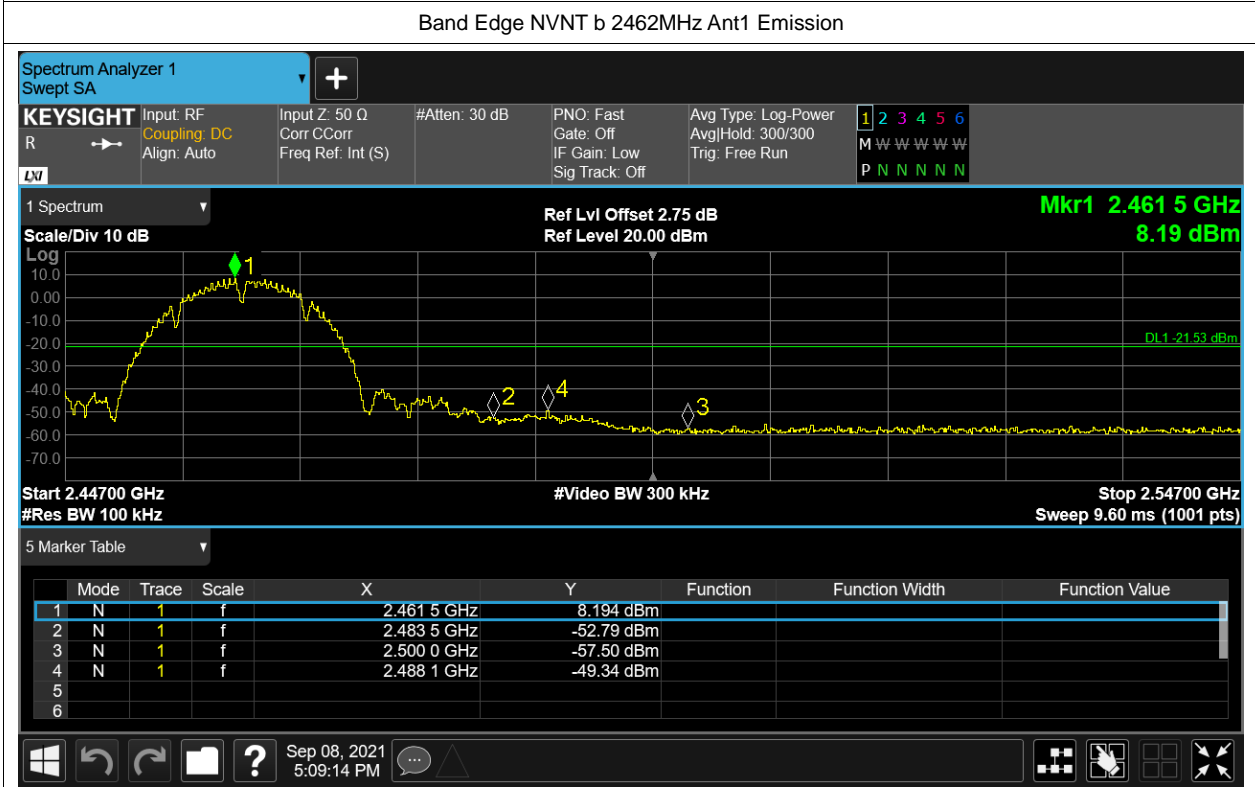 Band Edge NVNT b 2462MHz Ant1 Emission
Spectrum Analyzer 1
Swept SA
+
KEYSIGHT
R
LXI
Input: RF
Coupling: DC
Align: Auto
Input Z: 50 Ω
Corr CCorr
Freq Ref: Int (S)
#Atten: 30 dB
PNO: Fast
Gate: Off
IF Gain: Low
Sig Track: Off
Avg Type: Log-Power
Avg|Hold: 300/300
Trig: Free Run
1 2 3 4 5 6
M W W W W W
P N N N N N
1 Spectrum
Scale/Div 10 dB
Ref Lvl Offset 2.75 dB
Ref Level 20.00 dBm
Mkr1 2.461 5 GHz
8.19 dBm
Log
10.0
0.00
-10.0
-20.0
-30.0
-40.0
-50.0
-60.0
-70.0
1
2
4
3
DL1 -21.53 dBm
Start 2.44700 GHz
#Res BW 100 kHz
#Video BW 300 kHz
Stop 2.54700 GHz
Sweep 9.60 ms (1001 pts)
5 Marker Table
Mode Trace Scale X Y Function Function Width Function Value
1 N 1 f 2.461 5 GHz 8.194 dBm
2 N 1 f 2.483 5 GHz -52.79 dBm
3 N 1 f 2.500 0 GHz -57.50 dBm
4 N 1 f 2.488 1 GHz -49.34 dBm
5
6
?
Sep 08, 2021
5:09:14 PM